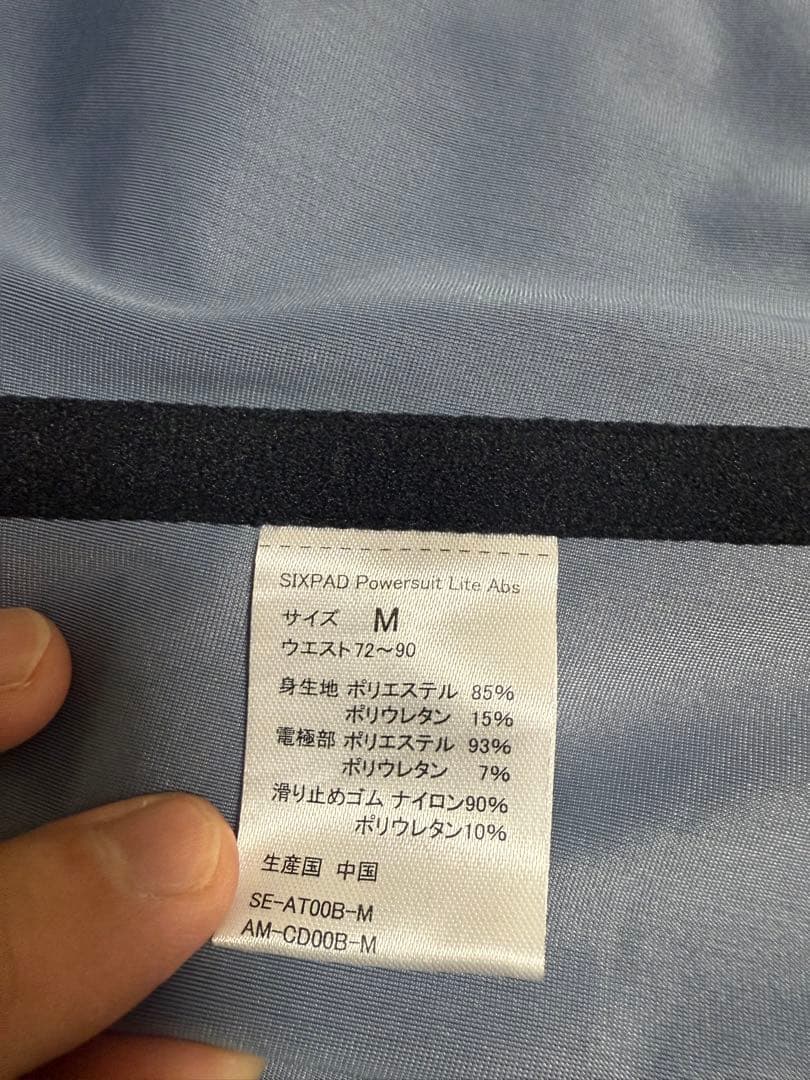 SIXPAD Powersuit Lite Abs
サイズ M
ウエスト72～90
身生地 ポリエステル 85%
ポリウレタン 15%
電極部 ポリエステル 93%
ポリウレタン 7%
滑り止めゴム ナイロン90%
ポリウレタン10%
生産国 中国
SE-AT00B-M
AM-CD00B-M